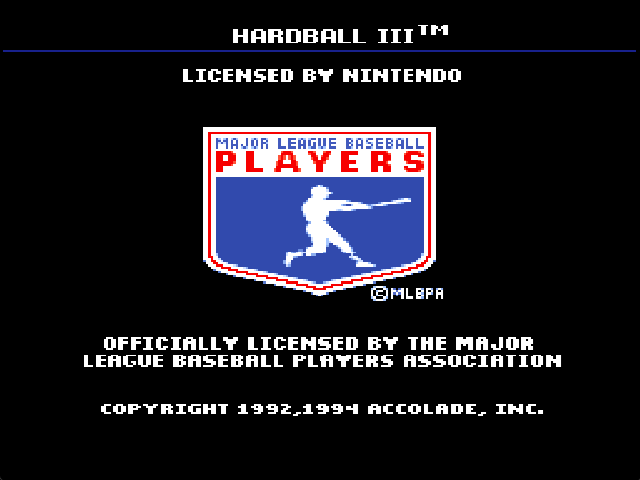 HARDBALL III™
LICENSED BY NINTENDO
MAJOR LEAGUE BASEBALL
PLAYERS
©MLBPA
OFFICIALLY LICENSED BY THE MAJOR
LEAGUE BASEBALL PLAYERS ASSOCIATION
COPYRIGHT 1992,1994 ACCOLADE, INC.